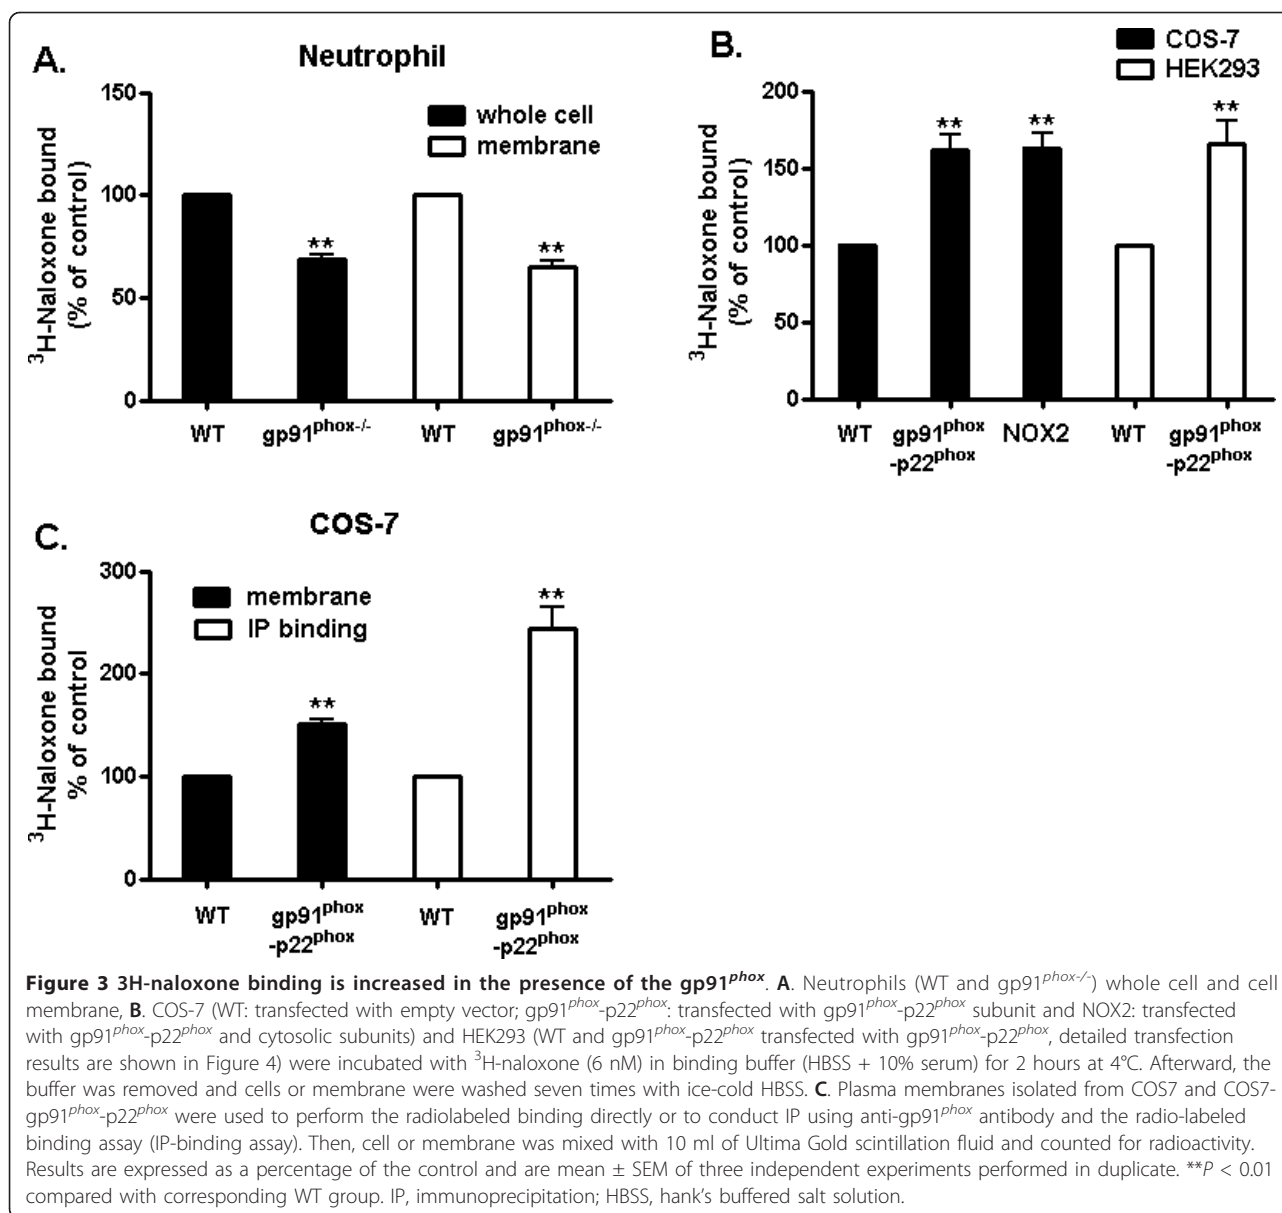 A.
Neutrophil
whole cell
membrane
³H-Naloxone bound
(% of control)
150
100
50
0
**
**
WT
gp91phox-/-
WT
gp91phox-/-
B.
COS-7
HEK293
³H-Naloxone bound
(% of control)
200
150
100
50
0
**
**
**
WT
gp91phox
-p22phox
NOX2
WT
gp91phox
-p22phox
C.
COS-7
membrane
IP binding
³H-Naloxone bound
% of control
300
200
100
0
**
**
WT
gp91phox
-p22phox
WT
gp91phox
-p22phox
Figure 3 3H-naloxone binding is increased in the presence of the gp91phox. A. Neutrophils (WT and gp91phox-/-) whole cell and cell
membrane, B. COS-7 (WT: transfected with empty vector; gp91phox-p22phox: transfected with gp91phox-p22phox subunit and NOX2: transfected
with gp91phox-p22phox and cytosolic subunits) and HEK293 (WT and gp91phox-p22phox transfected with gp91phox-p22phox, detailed transfection
results are shown in Figure 4) were incubated with ³H-naloxone (6 nM) in binding buffer (HBSS + 10% serum) for 2 hours at 4°C. Afterward, the
buffer was removed and cells or membrane were washed seven times with ice-cold HBSS. C. Plasma membranes isolated from COS7 and COS7-
gp91phox-p22phox were used to perform the radiolabeled binding directly or to conduct IP using anti-gp91phox antibody and the radio-labeled
binding assay (IP-binding assay). Then, cell or membrane was mixed with 10 ml of Ultima Gold scintillation fluid and counted for radioactivity.
Results are expressed as a percentage of the control and are mean ± SEM of three independent experiments performed in duplicate. **P < 0.01
compared with corresponding WT group. IP, immunoprecipitation; HBSS, hank's buffered salt solution.